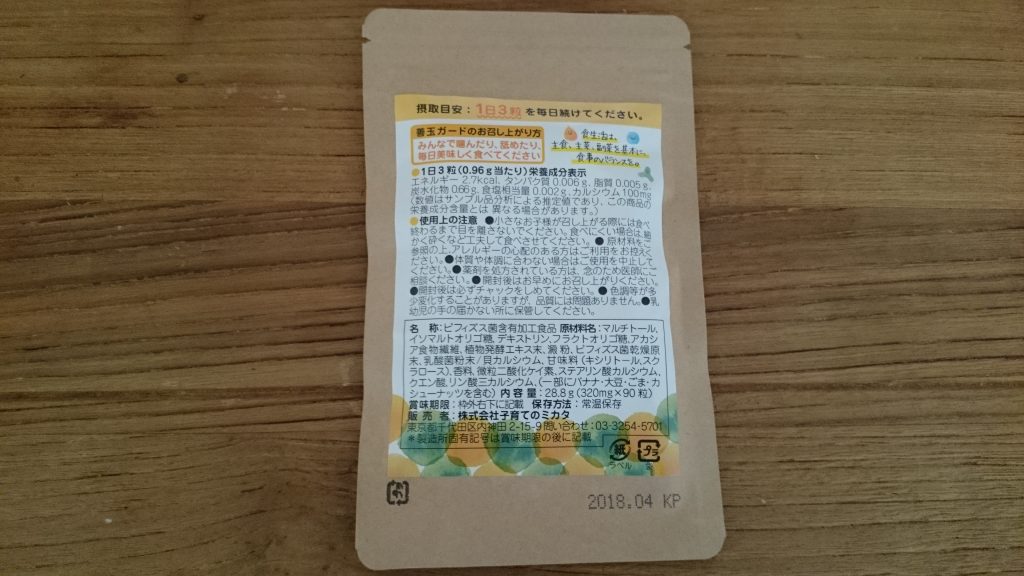 摂取目安：1日3粒 を毎日続けてください。
善玉ガードのお召し上がり方
みんなで噛んだり、舐めたり、
毎日美味しく食べてください
食生活は、
主食、主菜、副菜を基本に、
食事のバランスを。
●1日3粒(0.96g当たり)栄養成分表示
エネルギー 2.7kcal, タンパク質 0.006g, 脂質 0.005g,
炭水化物 0.66g, 食塩相当量 0.002g, カルシウム 100mg
(数値はサンプル品分析による推定値であり、この商品の
栄養成分含量とは 異なる場合があります。)
●使用上の注意 ●小さなお子様が召し上がる際には食べ
終わるまで目を離さないでください。食べにくい場合は細
かく砕くなど工夫して食べさせてください。● 原材料をご
参照の上、アレルギーの心配のある方はご利用をお控えく
ださい。●体質や体調に合わない場合はご使用を中止して
ください。●薬剤を処方されている方は、念のため医師にご
相談ください。●開封後はお早めにお召し上がりください。
●開封後は必ずチャックをしめてください。● 色調等が多
少変化することがありますが、品質には問題ありません。●乳
幼児の手の届かない所に保管してください。
名 称：ビフィズス菌含有加工食品 原材料名：マルチトール,
イソマルトオリゴ糖, デキストリン, フラクトオリゴ糖, アカシ
ア食物繊維, 植物発酵エキス末, 澱粉, ビフィズス菌乾燥原
末, 乳酸菌粉末 / 貝カルシウム, 甘味料 (キシリトール, スク
ラロース), 香料, 微粒二酸化ケイ素, ステアリン酸カルシウム,
クエン酸, リン酸三カルシウム, (一部にバナナ・大豆・ごま・カ
シューナッツを含む) 内 容 量：28.8g (320mg×90粒)
賞味期限：枠外右下に記載 保存方法：常温保存
販 売 者：株式会社子育てのミカタ
東京都千代田区内神田 2-15-9 問い合わせ：03-3254-5701
＊製造所固有記号は賞味期限の後に記載
紙
ラベル
プラ
2018.04 KP